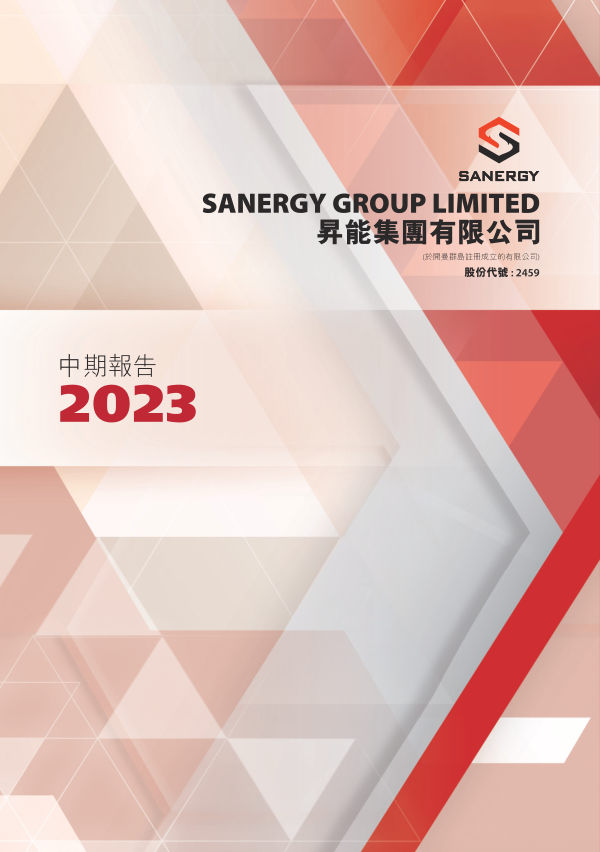 SANERGY
SANERGY GROUP LIMITED
昇能集團有限公司
(於開曼群島註冊成立的有限公司)
股份代號 : 2459
中期報告
2023